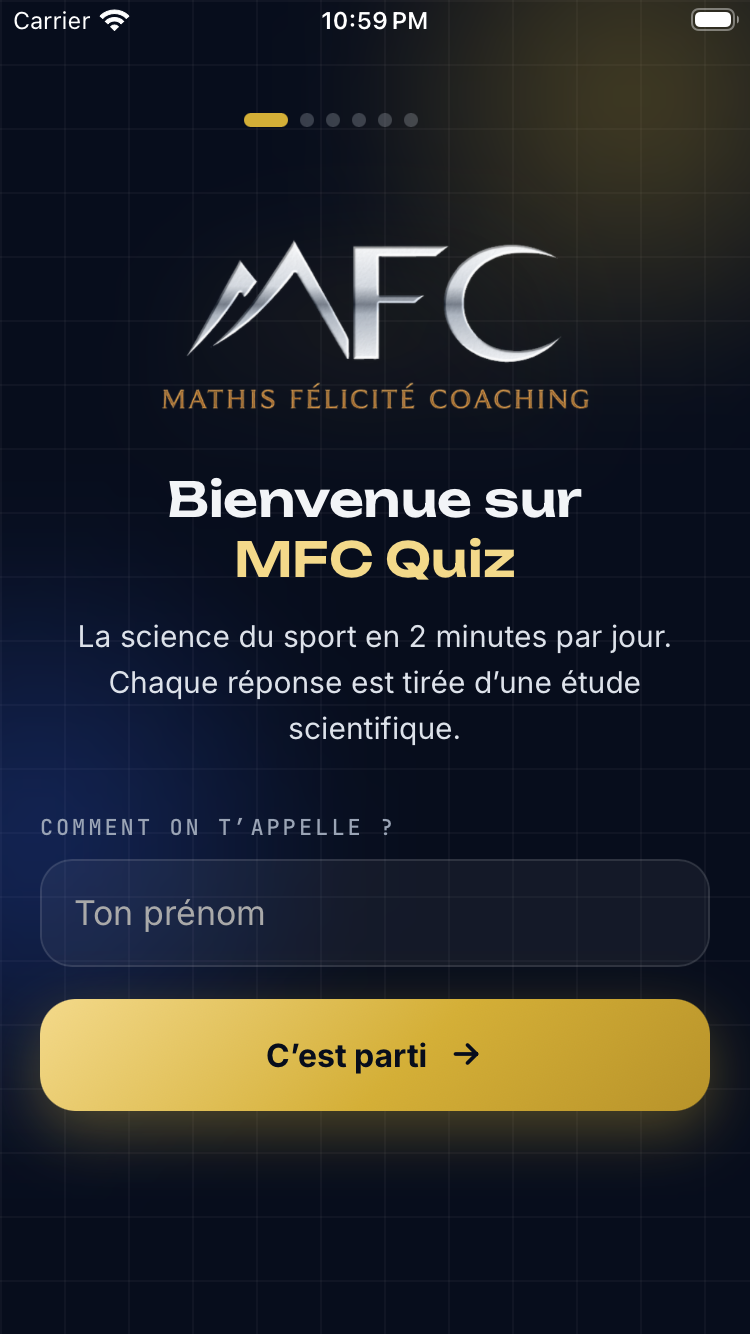 Carrier 10:59 PM
MFC
MATHIS FÉLICITÉ COACHING
Bienvenue sur
MFC Quiz
La science du sport en 2 minutes par jour.
Chaque réponse est tirée d’une étude
scientifique.
COMMENT ON T’APPELLE ?
Ton prénom
C’est parti →